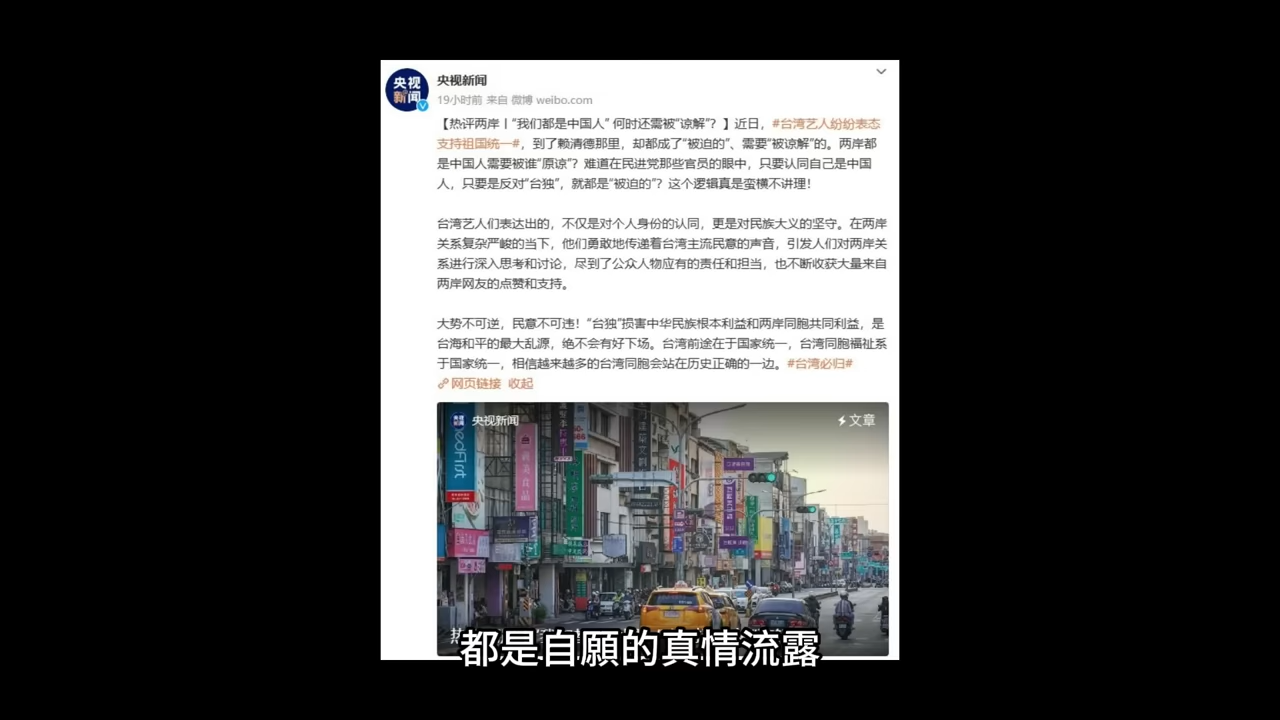 央视新闻
央视
新闻
19小时前 来自 微博 weibo.com
【热评两岸丨“我们都是中国人” 何时还需被“谅解”？】近日，#台湾艺人纷纷表态
支持祖国统一#，到了赖清德那里，却都成了“被迫的”、需要“被谅解”的。两岸都
是中国人需要被谁“原谅”？难道在民进党那些官员的眼中，只要认同自己是中国
人，只要是反对“台独”，就都是“被迫的”？这个逻辑真是蛮横不讲理！
台湾艺人们表达出的，不仅是对个人身份的认同，更是对民族大义的坚守。在两岸
关系复杂严峻的当下，他们勇敢地传递着台湾主流民意的声音，引发人们对两岸关
系进行深入思考和讨论，尽到了公众人物应有的责任和担当，也不断收获大量来自
两岸网友的点赞和支持。
大势不可逆，民意不可违！“台独”损害中华民族根本利益和两岸同胞共同利益，是
台海和平的最大乱源，绝不会有好下场。台湾前途在于国家统一，台湾同胞福祉系
于国家统一，相信越来越多的台湾同胞会站在历史正确的一边。#台湾必归#
网页链接 收起
央视新闻
文章
都是自願的真情流露